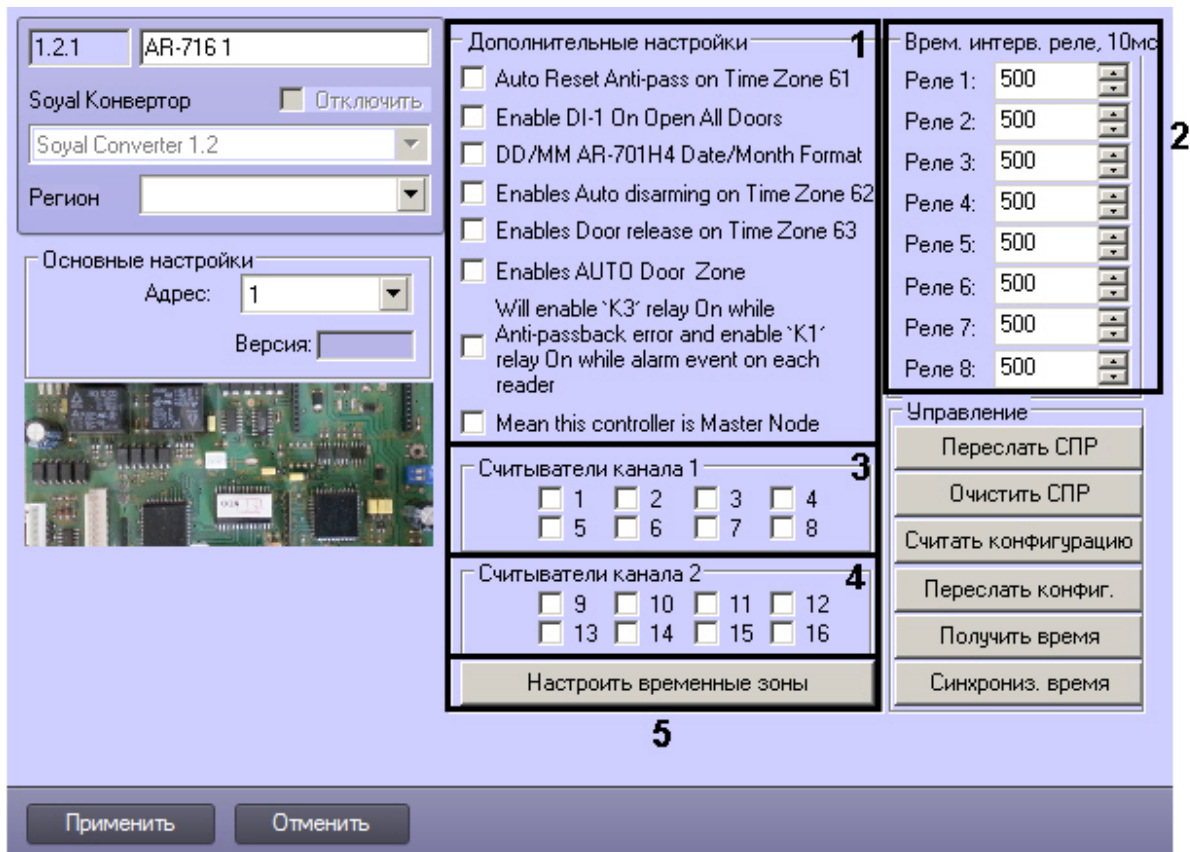 1.2.1
AR-716 1
Soyal Конвертор
Отключить
Soyal Converter 1.2
Регион
Основные настройки
Адрес: 1
Версия:
Дополнительные настройки
1
Auto Reset Anti-pass on Time Zone 61
Enable DI-1 On Open All Doors
DD/MM AR-701H4 Date/Month Format
Enables Auto disarming on Time Zone 62
Enables Door release on Time Zone 63
Enables AUTO Door Zone
Will enable `K3´ relay On while
Anti-passback error and enable `K1´
relay On while alarm event on each
reader
Mean this controller is Master Node
Считыватели канала 1
3
1 2 3 4
5 6 7 8
Считыватели канала 2
4
9 10 11 12
13 14 15 16
Настроить временные зоны
5
Врем. интерв. реле, 10мс
Реле 1: 500
Реле 2: 500
Реле 3: 500
Реле 4: 500
Реле 5: 500
Реле 6: 500
Реле 7: 500
Реле 8: 500
2
Управление
Переслать СПР
Очистить СПР
Считать конфигурацию
Переслать конфиг.
Получить время
Синхрониз. время
Применить
Отменить